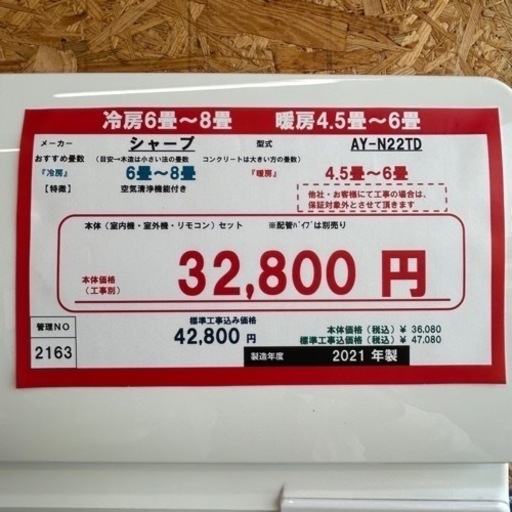 冷房6畳～8畳　暖房4.5畳～6畳
メーカー　シャープ　型式　AY-N22TD
おすすめ畳数　（目安→木造は小さい法の畳数　コンクリートは大きい方の畳数）
『冷房』　6畳～8畳　『暖房』　4.5畳～6畳
【特徴】　空気清浄機能付き
他社・お客様にて工事の場合は、
保証対象外とさせて頂きます
本体（室内機・室外機・リモコン）セット　※配管ﾊﾟｲﾌﾟは別売り
本体価格
（工事別）
32,800 円
標準工事込み価格
42,800 円
本体価格（税込）￥ 36,080
標準工事込価格（税込）￥ 47,080
管理NO
2163
製造年度　2021 年製